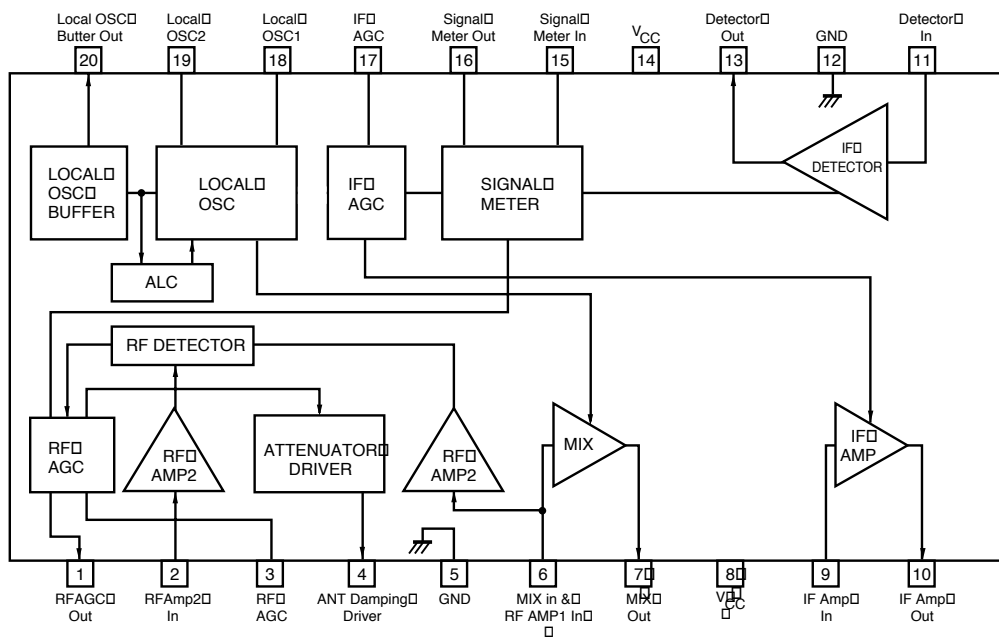 Local OSC
Butter Out
Local
OSC2
Local
OSC1
IF
AGC
Signal
Meter Out
Signal
Meter In
VCC
Detector
Out
GND
Detector
In
20
19
18
17
16
15
14
13
12
11
LOCAL
OSC
BUFFER
LOCAL
OSC
IF
AGC
SIGNAL
METER
IF
DETECTOR
ALC
RF DETECTOR
RF
AGC
RF
AMP2
ATTENUATOR
DRIVER
RF
AMP2
MIX
IF
AMP
1
2
3
4
5
6
7
8
9
10
RFAGC
Out
RFAmp2
In
RF
AGC
ANT Damping
Driver
GND
MIX in &
RF AMP1 In
MIX
Out
VCC
IF Amp
In
IF Amp
Out